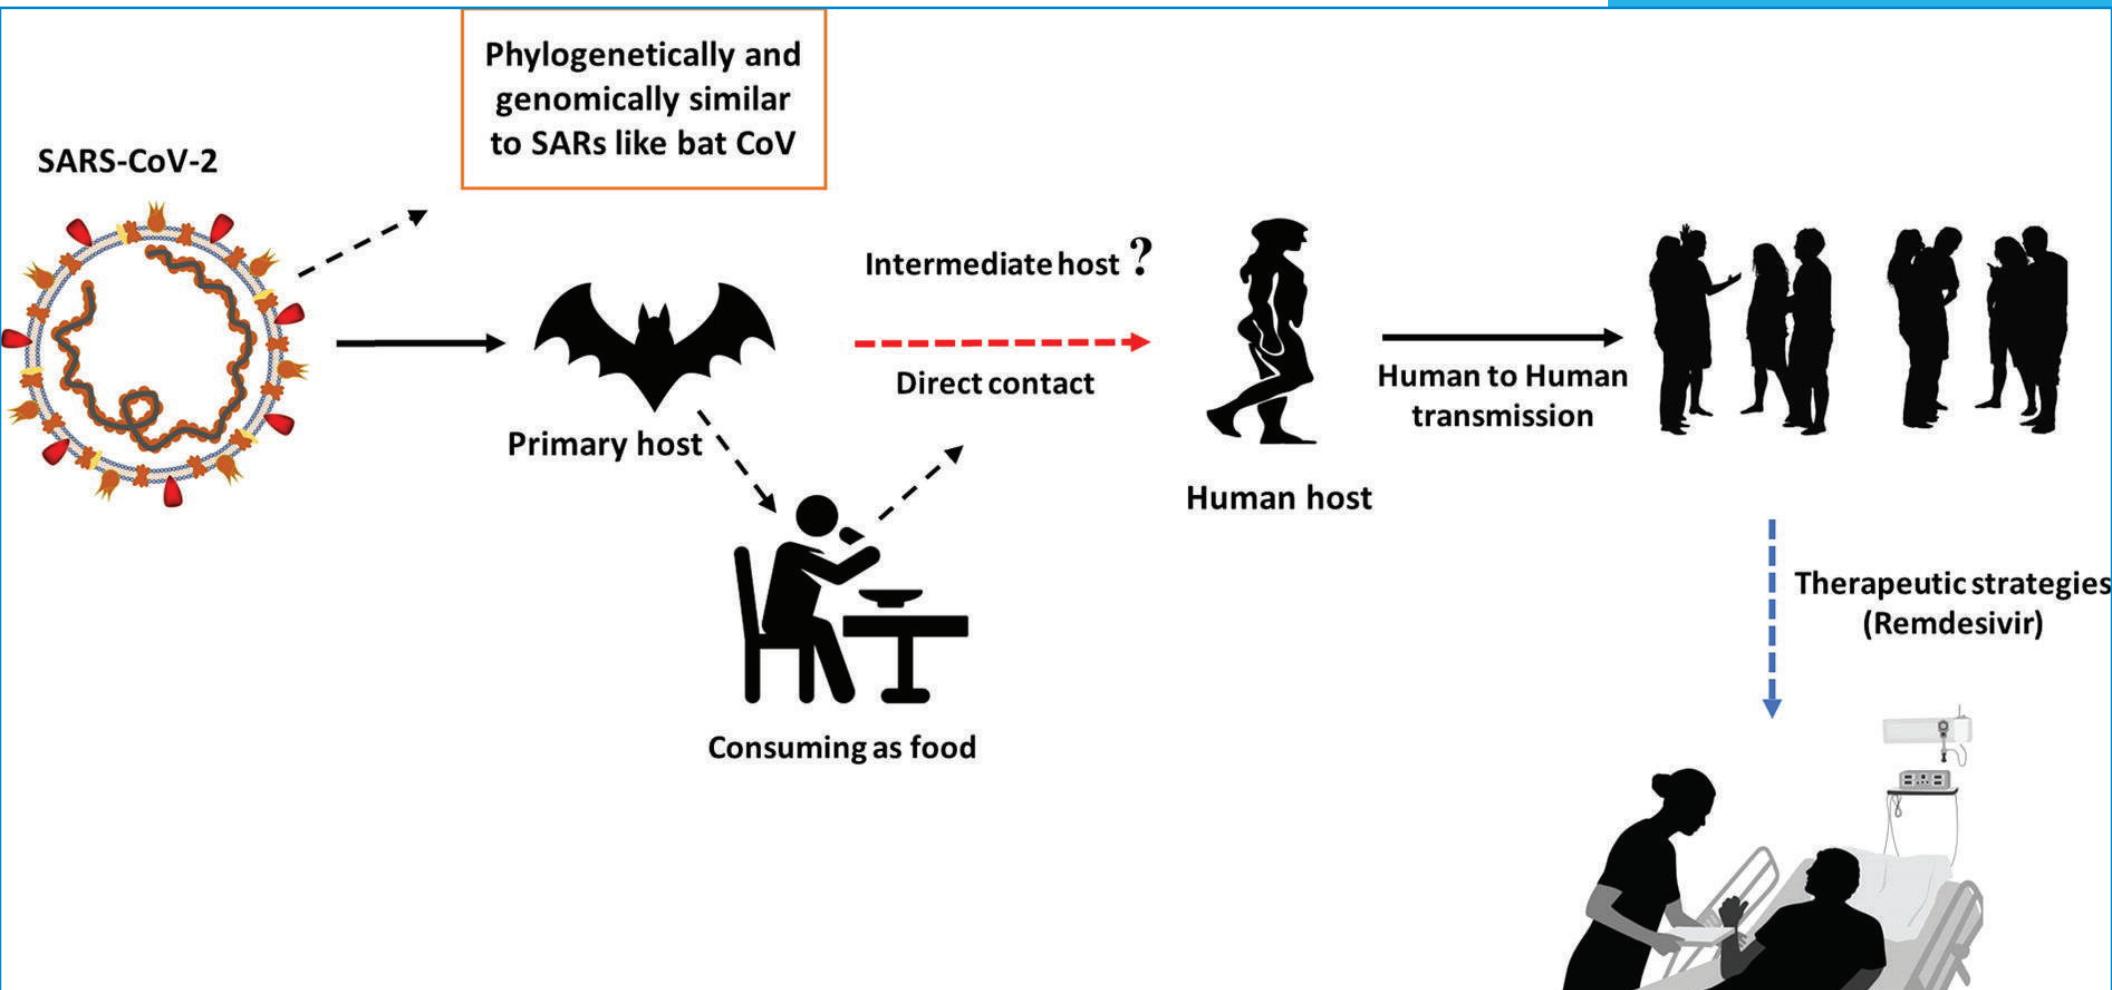 Phylogenetically and
genomically similar
to SARs like bat CoV
SARS-CoV-2
Intermediate host ?
Direct contact
Primary host
Human to Human
transmission
Human host
Therapeutic strategies
(Remdesivir)
Consuming as food